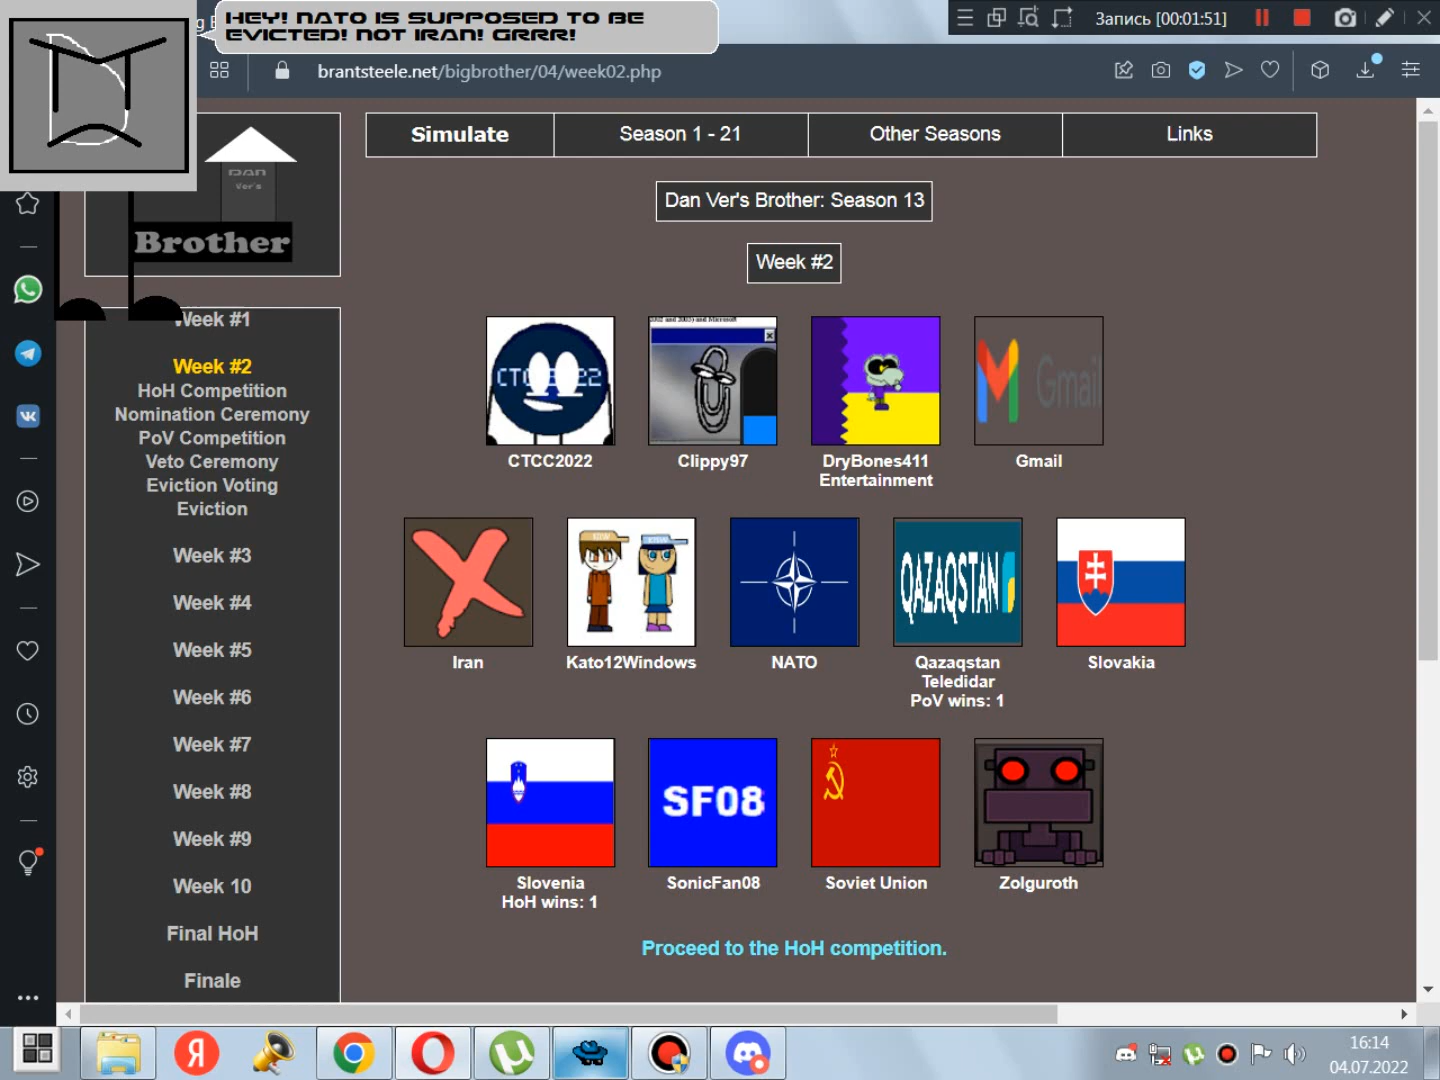 HEY! NATO IS SUPPOSED TO BE
EVICTED! NOT IRAN! GRRR!
Запись [00:01:51]
brantsteele.net/bigbrother/04/week02.php
Simulate
Season 1 - 21
Other Seasons
Links
Ver's
Brother
Dan Ver's Brother: Season 13
Week #2
Week #1
Week #2
HoH Competition
Nomination Ceremony
PoV Competition
Veto Ceremony
Eviction Voting
Eviction
Week #3
Week #4
Week #5
Week #6
Week #7
Week #8
Week #9
Week 10
Final HoH
Finale
CTCC2022
Clippy97
DryBones411
Entertainment
Gmail
Gmail
QAZAQSTAN
Iran
Kato12Windows
NATO
Qazaqstan
Teledidar
PoV wins: 1
Slovakia
SF08
Slovenia
HoH wins: 1
SonicFan08
Soviet Union
Zolguroth
Proceed to the HoH competition.
16:14
04.07.2022